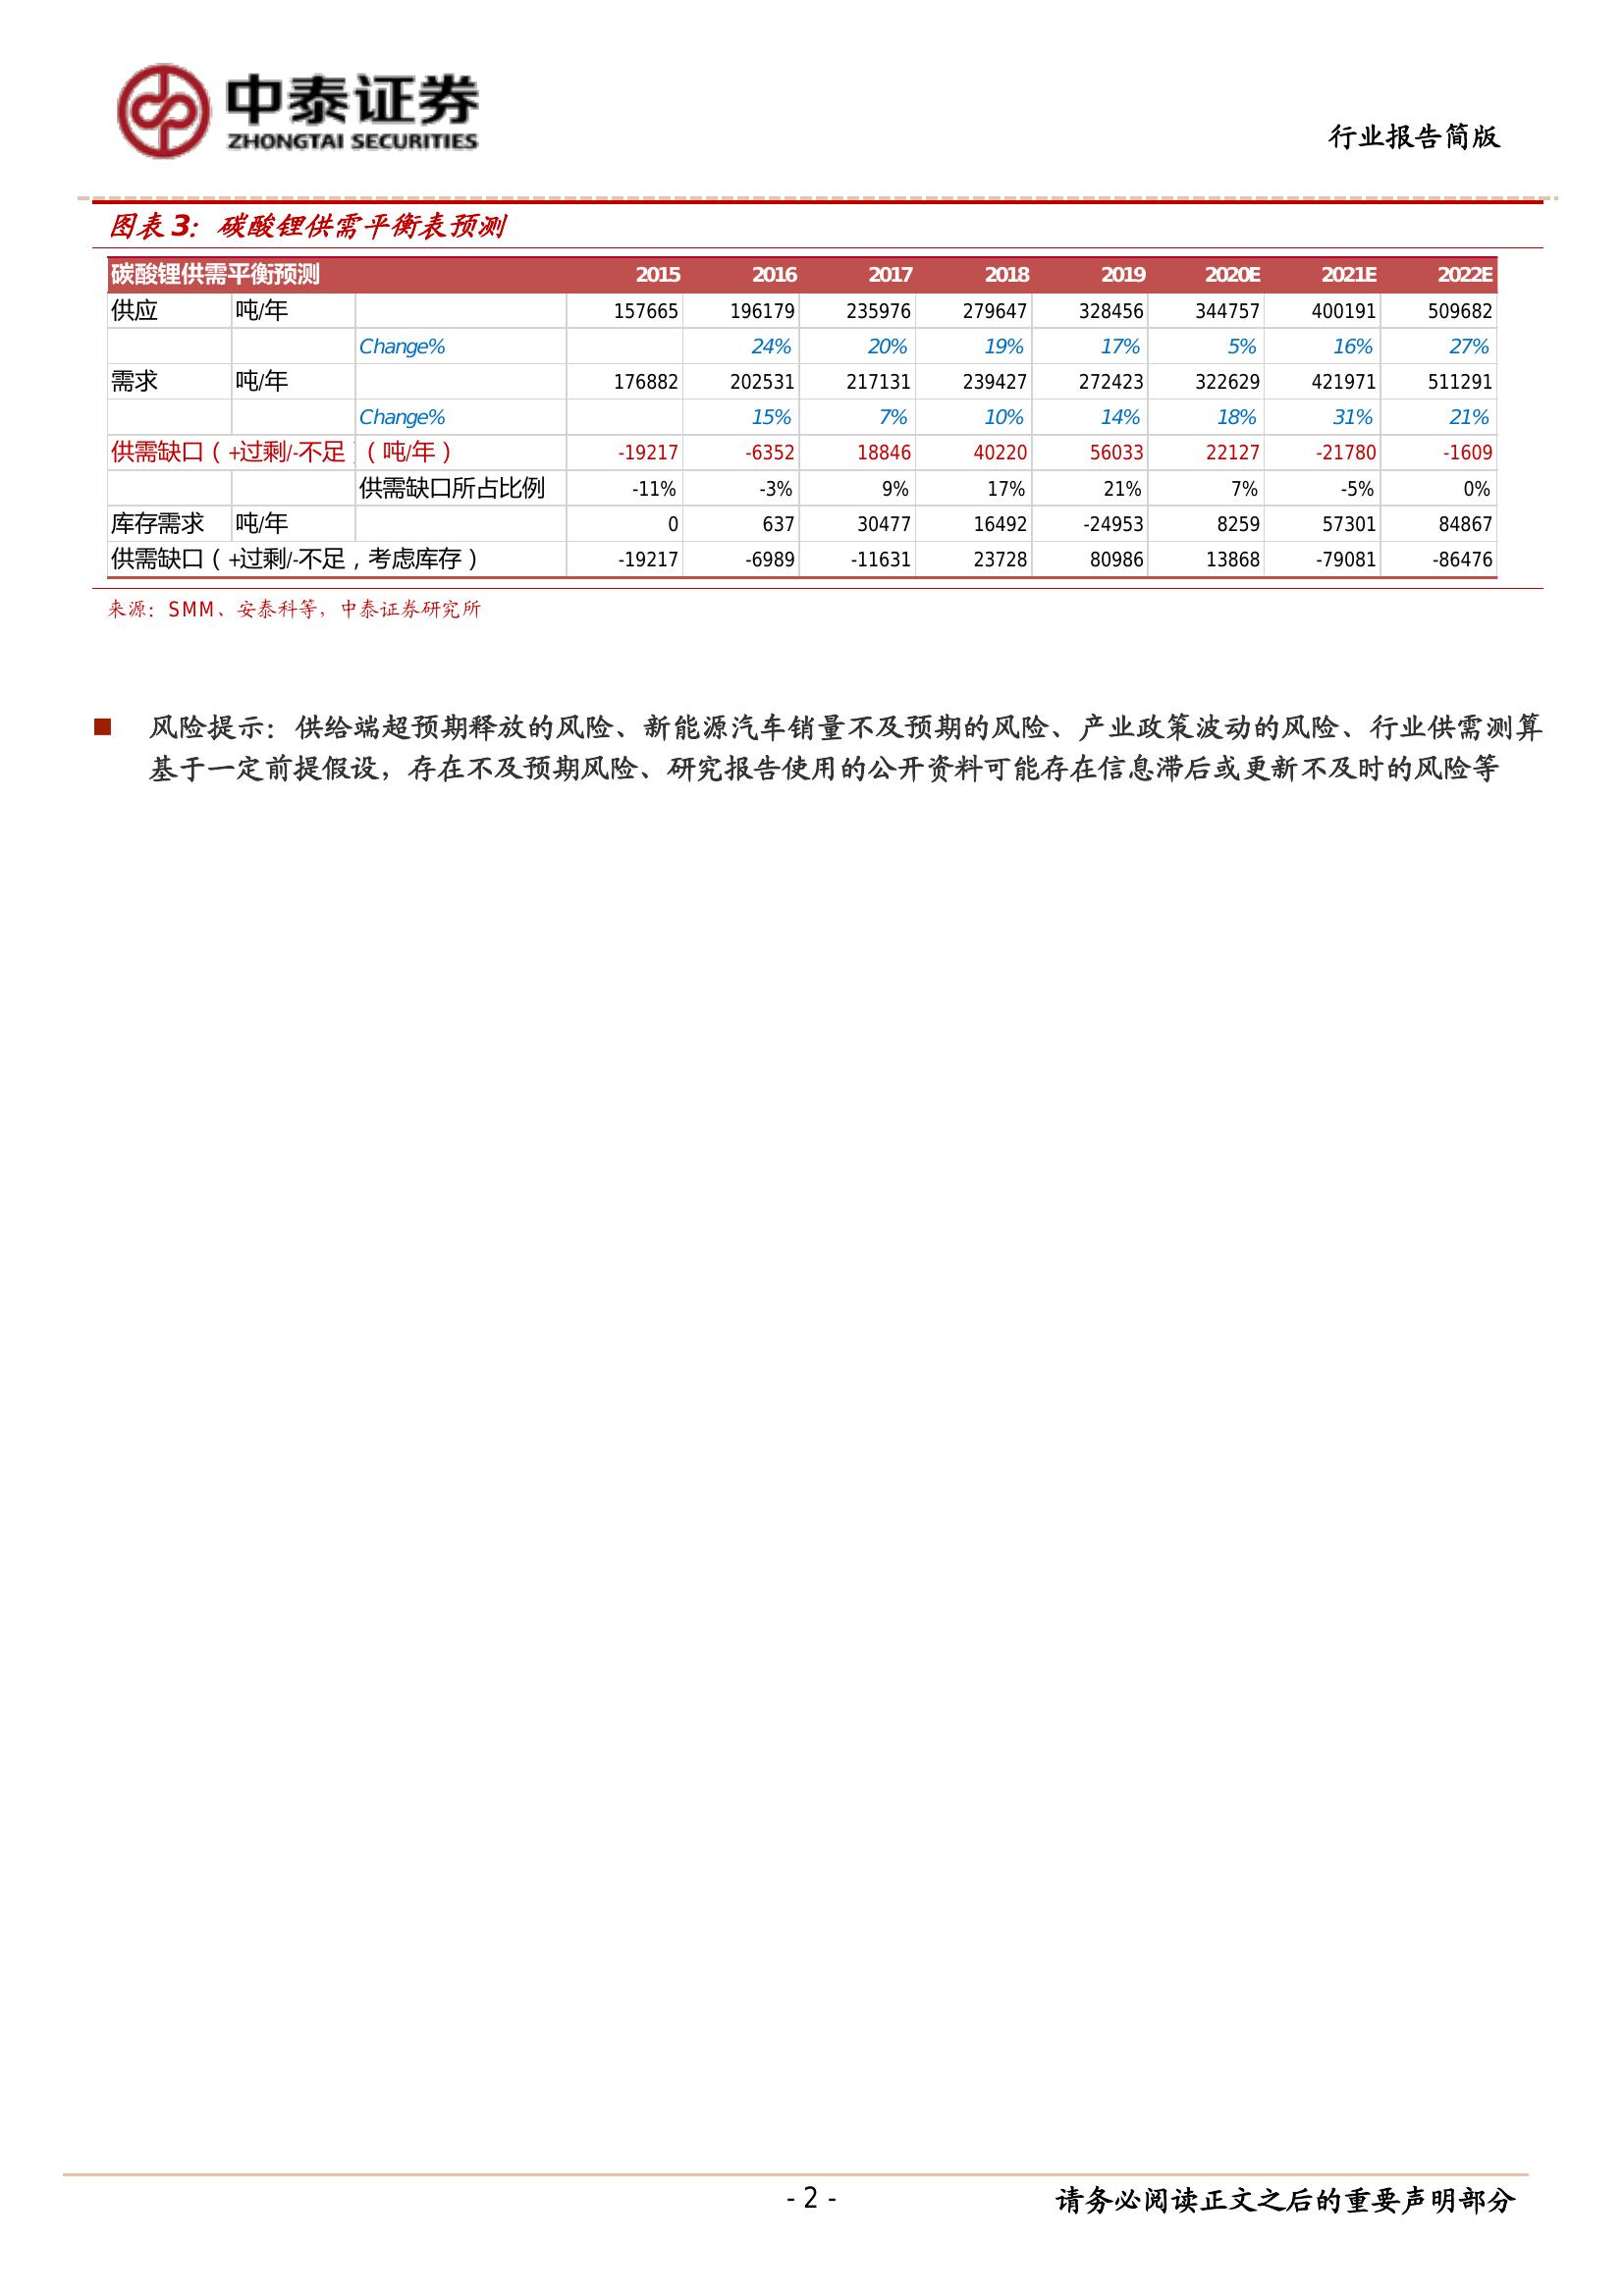 中泰证券
ZHONGTAI SECURITIES
行业报告简版
图表3：碳酸锂供需平衡表预测
碳酸锂供需平衡预测 2015 2016 2017 2018 2019 2020E 2021E 2022E
供应 吨/年 157665 196179 235976 279647 328456 344757 400191 509682
Change% 24% 20% 19% 17% 5% 16% 27%
需求 吨/年 176882 202531 217131 239427 272423 322629 421971 511291
Change% 15% 7% 10% 14% 18% 31% 21%
供需缺口（+过剩/-不足）（吨/年） -19217 -6352 18846 40220 56033 22127 -21780 -1609
供需缺口所占比例 -11% -3% 9% 17% 21% 7% -5% 0%
库存需求 吨/年 0 637 30477 16492 -24953 8259 57301 84867
供需缺口（+过剩/-不足，考虑库存） -19217 -6989 -11631 23728 80986 13868 -79081 -86476
来源：SMM、安泰科等，中泰证券研究所
■ 风险提示：供给端超预期释放的风险、新能源汽车销量不及预期的风险、产业政策波动的风险、行业供需测算
基于一定前提假设，存在不及预期风险、研究报告使用的公开资料可能存在信息滞后或更新不及时的风险等
- 2 -
请务必阅读正文之后的重要声明部分